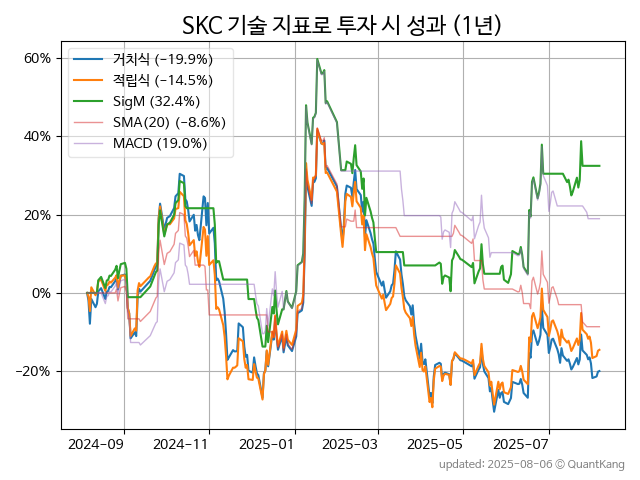 SKC 기술 지표로 투자 시 성과 (1년)
거치식 (-19.9%)
적립식 (-14.5%)
SigM (32.4%)
SMA(20) (-8.6%)
MACD (19.0%)
60%
40%
20%
0%
-20%
2024-09 2024-11 2025-01 2025-03 2025-05 2025-07
updated: 2025-08-06 © QuantKang